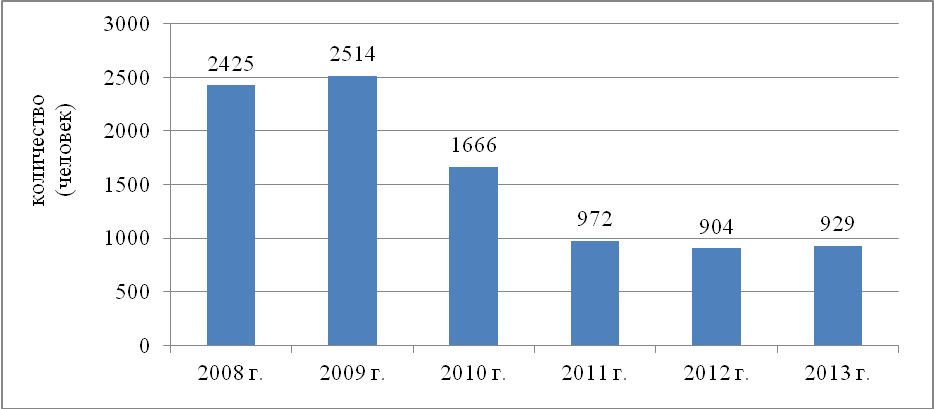 количество
(человек)
3000
2500
2000
1500
1000
500
0
2425
2514
1666
972
904
929
2008 г.
2009 г.
2010 г.
2011 г.
2012 г.
2013 г.